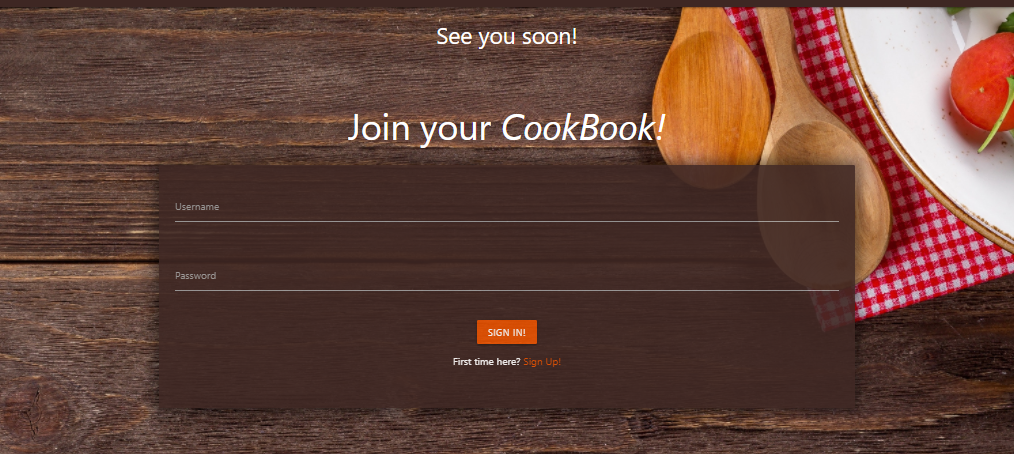 See you soon!
Join your CookBook!
Username
Password
SIGN IN!
First time here? Sign Up!